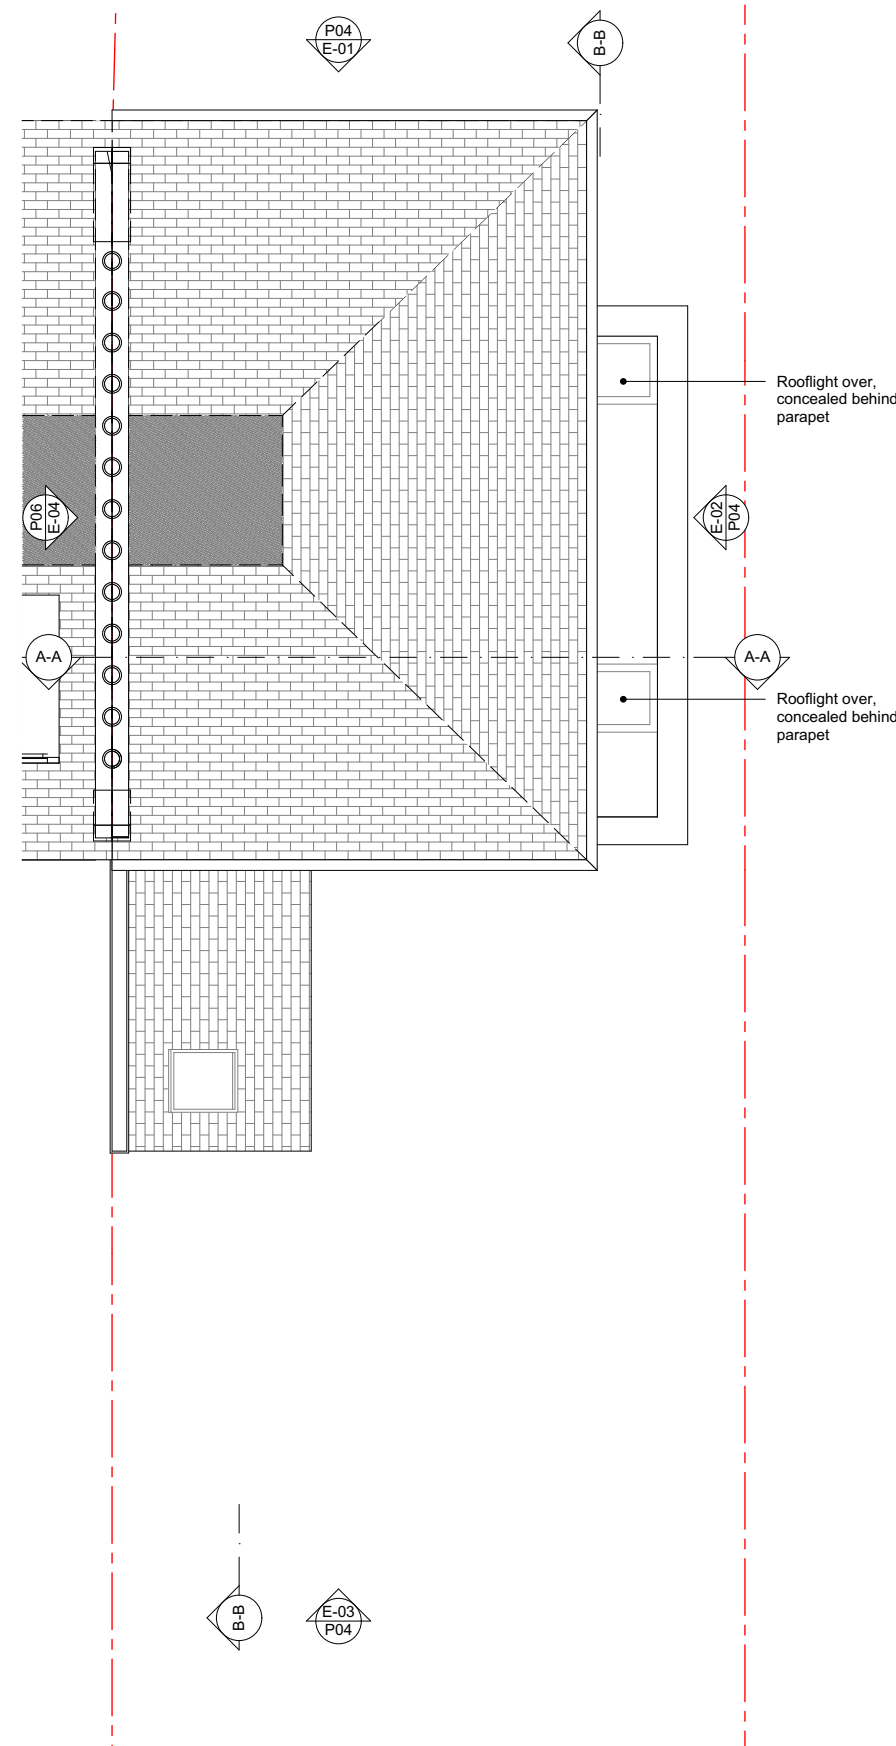 P04
E-01
B-B
Rooflight over,
concealed behind
parapet
P06
E-04
E-02
P04
A-A
A-A
Rooflight over,
concealed behind
parapet
B-B
E-03
P04